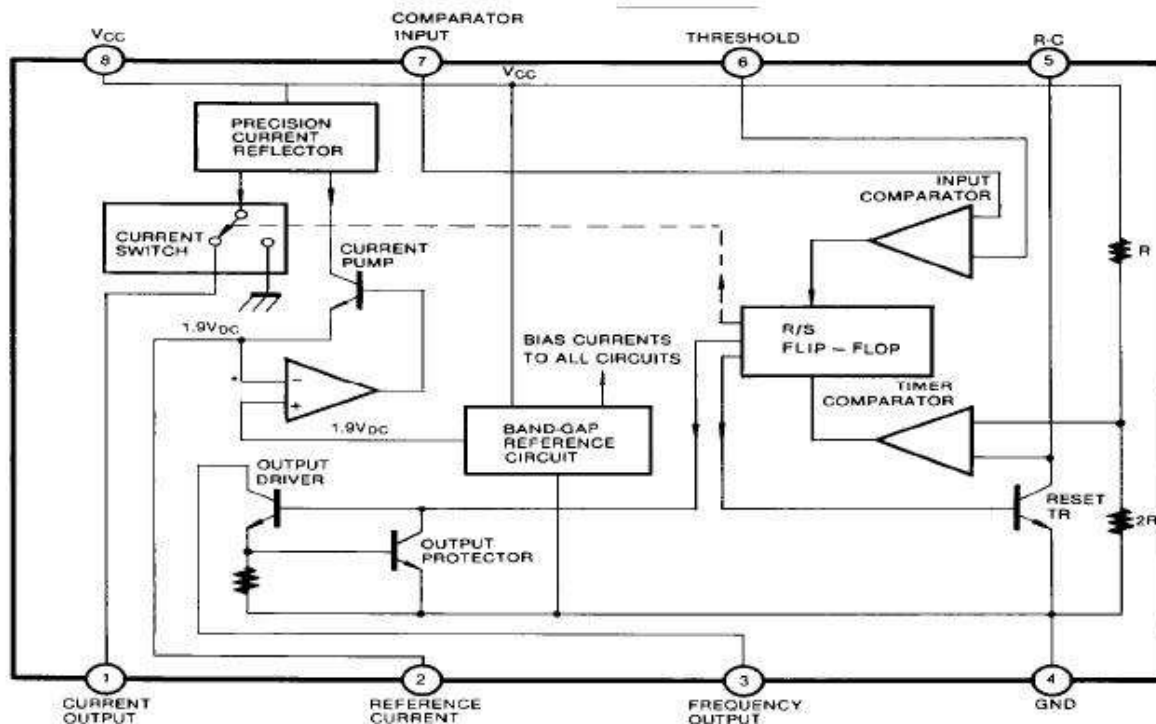 VCC
8
COMPARATOR
INPUT
7
THRESHOLD
6
R-C
5
VCC
PRECISION
CURRENT
REFLECTOR
INPUT
COMPARATOR
CURRENT
SWITCH
CURRENT
PUMP
R
1.9VDC
BIAS CURRENTS
TO ALL CIRCUITS
R/S
FLIP – FLOP
TIMER
COMPARATOR
−
+
1.9VDC
BAND-GAP
REFERENCE
CIRCUIT
OUTPUT
DRIVER
RESET
TR
2R
OUTPUT
PROTECTOR
1
CURRENT
OUTPUT
2
REFERENCE
CURRENT
3
FREQUENCY
OUTPUT
4
GND